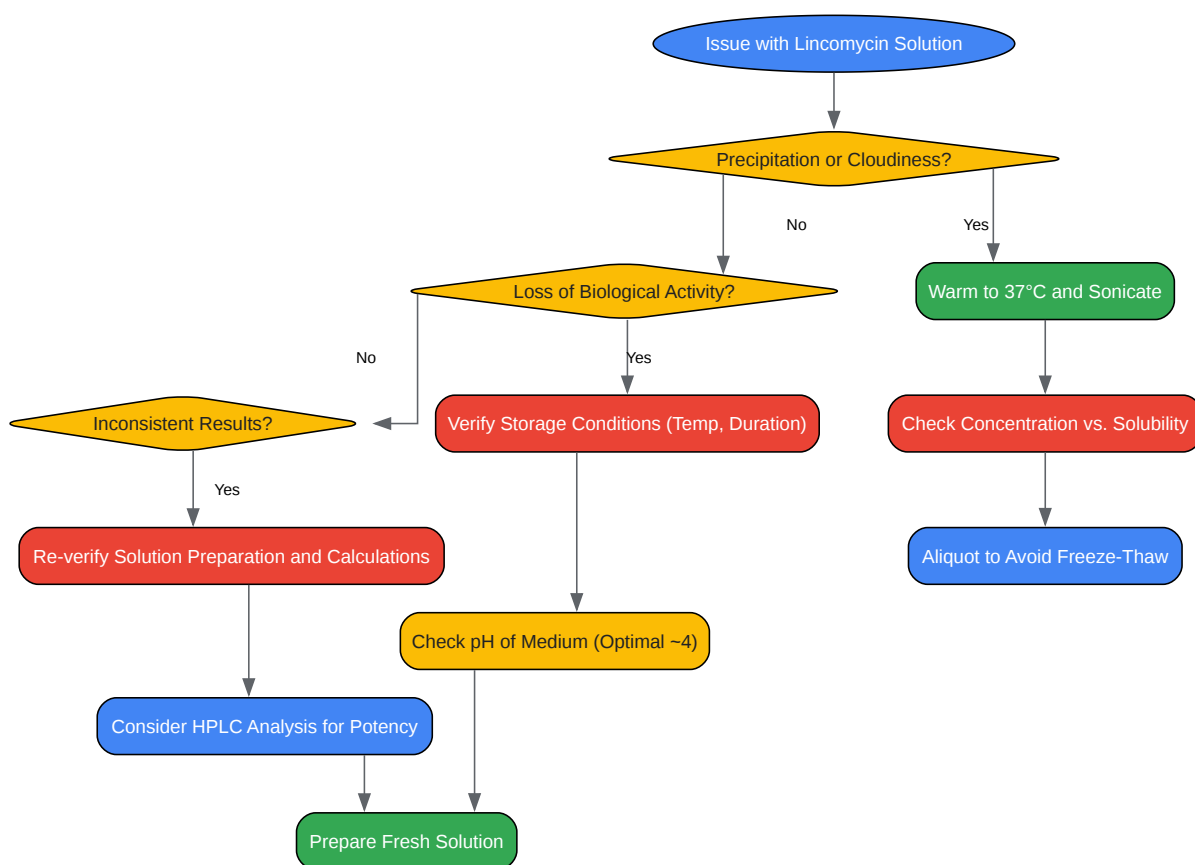 Issue with Lincomycin Solution
Precipitation or Cloudiness?
No
Yes
Loss of Biological Activity?
Warm to 37°C and Sonicate
No
Yes
Inconsistent Results?
Verify Storage Conditions (Temp, Duration)
Check Concentration vs. Solubility
Yes
Re-verify Solution Preparation and Calculations
Aliquot to Avoid Freeze-Thaw
Check pH of Medium (Optimal ~4)
Consider HPLC Analysis for Potency
Prepare Fresh Solution